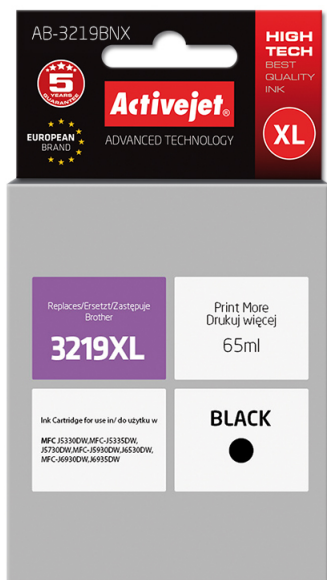 AB-3219BNX
HIGH
TECH
BEST
QUALITY
INK
5
YEARS
GUARANTEE
Activejet®
EUROPEAN
BRAND
ADVANCED TECHNOLOGY
XL
Replaces/Ersetzt/Zastępuje
Brother
3219XL
Print More
Drukuj więcej
65ml
Ink Cartridge for use in/ do użytku w
MFC J5330DW,MFC-J5335DW,
J5730DW,MFC-J5930DW,J6530DW,
MFC-J6930DW,J6935DW
BLACK